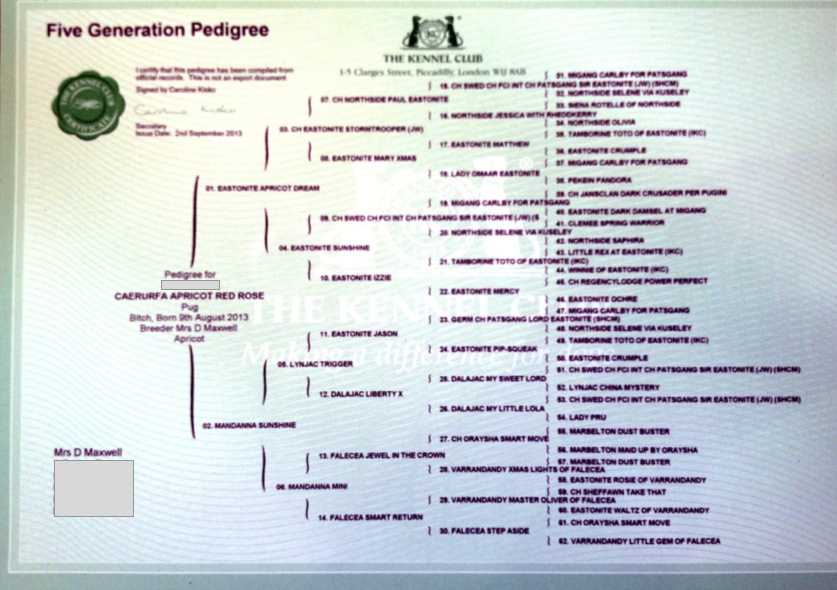 Five Generation Pedigree
THE KENNEL CLUB
1-5 Clarges Street, Piccadilly, London W1J 8AB
THE KENNEL CLUB
CERTIFICATE
I certify that this pedigree has been compiled from
official records. This is not an export document
Signed by Caroline Kisko
Caroline Kisko
Secretary
Issue Date: 2nd September 2013
Pedigree for
CAERURFA APRICOT RED ROSE
Pug
Bitch, Born 9th August 2013
Breeder Mrs D Maxwell
Apricot
Mrs D Maxwell
01. EASTONITE APRICOT DREAM
02. MANDANNA SUNSHINE
03. CH EASTONITE STORMTROOPER (JW)
04. EASTONITE SUNSHINE
05. LYNJAC TRIGGER
06. MANDANNA MINI
07. CH NORTHSIDE PAUL EASTONITE
08. EASTONITE MARY XMAS
09. CH SWED CH FCI INT CH PATSGANG SIR EASTONITE (JW) (S
10. EASTONITE IZZIE
11. EASTONITE JASON
12. DALAJAC LIBERTY X
13. FALECEA JEWEL IN THE CROWN
14. FALECEA SMART RETURN
15. CH SWED CH FCI INT CH PATSGANG SIR EASTONITE (JW) (SHCM)
16. NORTHSIDE JESSICA WITH RHEDDKERRY
17. EASTONITE MATTHEW
18. LADY OMAAR EASTONITE
19. MIGANG CARLBY FOR PATSGANG
20. NORTHSIDE SELENE VIA KUSELEY
21. TAMBORINE TOTO OF EASTONITE (IKC)
22. EASTONITE MERCY
23. GERM CH PATSGANG LORD EASTONITE (SHCM)
24. EASTONITE PIP-SQUEAK
25. DALAJAC MY SWEET LORD
26. DALAJAC MY LITTLE LOLA
27. CH ORAYSHA SMART MOVE
28. VARRANDANDY XMAS LIGHTS OF FALECEA
29. VARRANDANDY MASTER OLIVER OF FALECEA
30. FALECEA STEP ASIDE
31. MIGANG CARLBY FOR PATSGANG
32. NORTHSIDE SELENE VIA KUSELEY
33. SIENA ROTELLE OF NORTHSIDE
34. NORTHSIDE OLIVIA
35. TAMBORINE TOTO OF EASTONITE (IKC)
36. EASTONITE CRUMPLE
37. MIGANG CARLBY FOR PATSGANG
38. PEKEIN PANDORA
39. CH JANSCLAN DARK CRUSADER PER PUGINI
40. EASTONITE DARK DAMSEL AT MIGANG
41. CLEMEE SPRING WARRIOR
42. NORTHSIDE SAPHIRA
43. LITTLE REX AT EASTONITE (IKC)
44. WINNIE OF EASTONITE (IKC)
45. CH REGENCYLODGE POWER PERFECT
46. EASTONITE OCHRE
47. MIGANG CARLBY FOR PATSGANG
48. NORTHSIDE SELENE VIA KUSELEY
49. TAMBORINE TOTO OF EASTONITE (IKC)
50. EASTONITE CRUMPLE
51. CH SWED CH FCI INT CH PATSGANG SIR EASTONITE (JW) (SHCM)
52. LYNJAC CHINA MYSTERY
53. CH SWED CH FCI INT CH PATSGANG SIR EASTONITE (JW) (SHCM)
54. LADY PRU
55. MARBELTON DUST BUSTER
56. MARBELTON MAID UP BY ORAYSHA
57. MARBELTON DUST BUSTER
58. EASTONITE ROSIE OF VARRANDANDY
59. CH SHEFFAWN TAKE THAT
60. EASTONITE WALTZ OF VARRANDANDY
61. CH ORAYSHA SMART MOVE
62. VARRANDANDY LITTLE GEM OF FALECEA
THE KENNEL C
Making a difference for